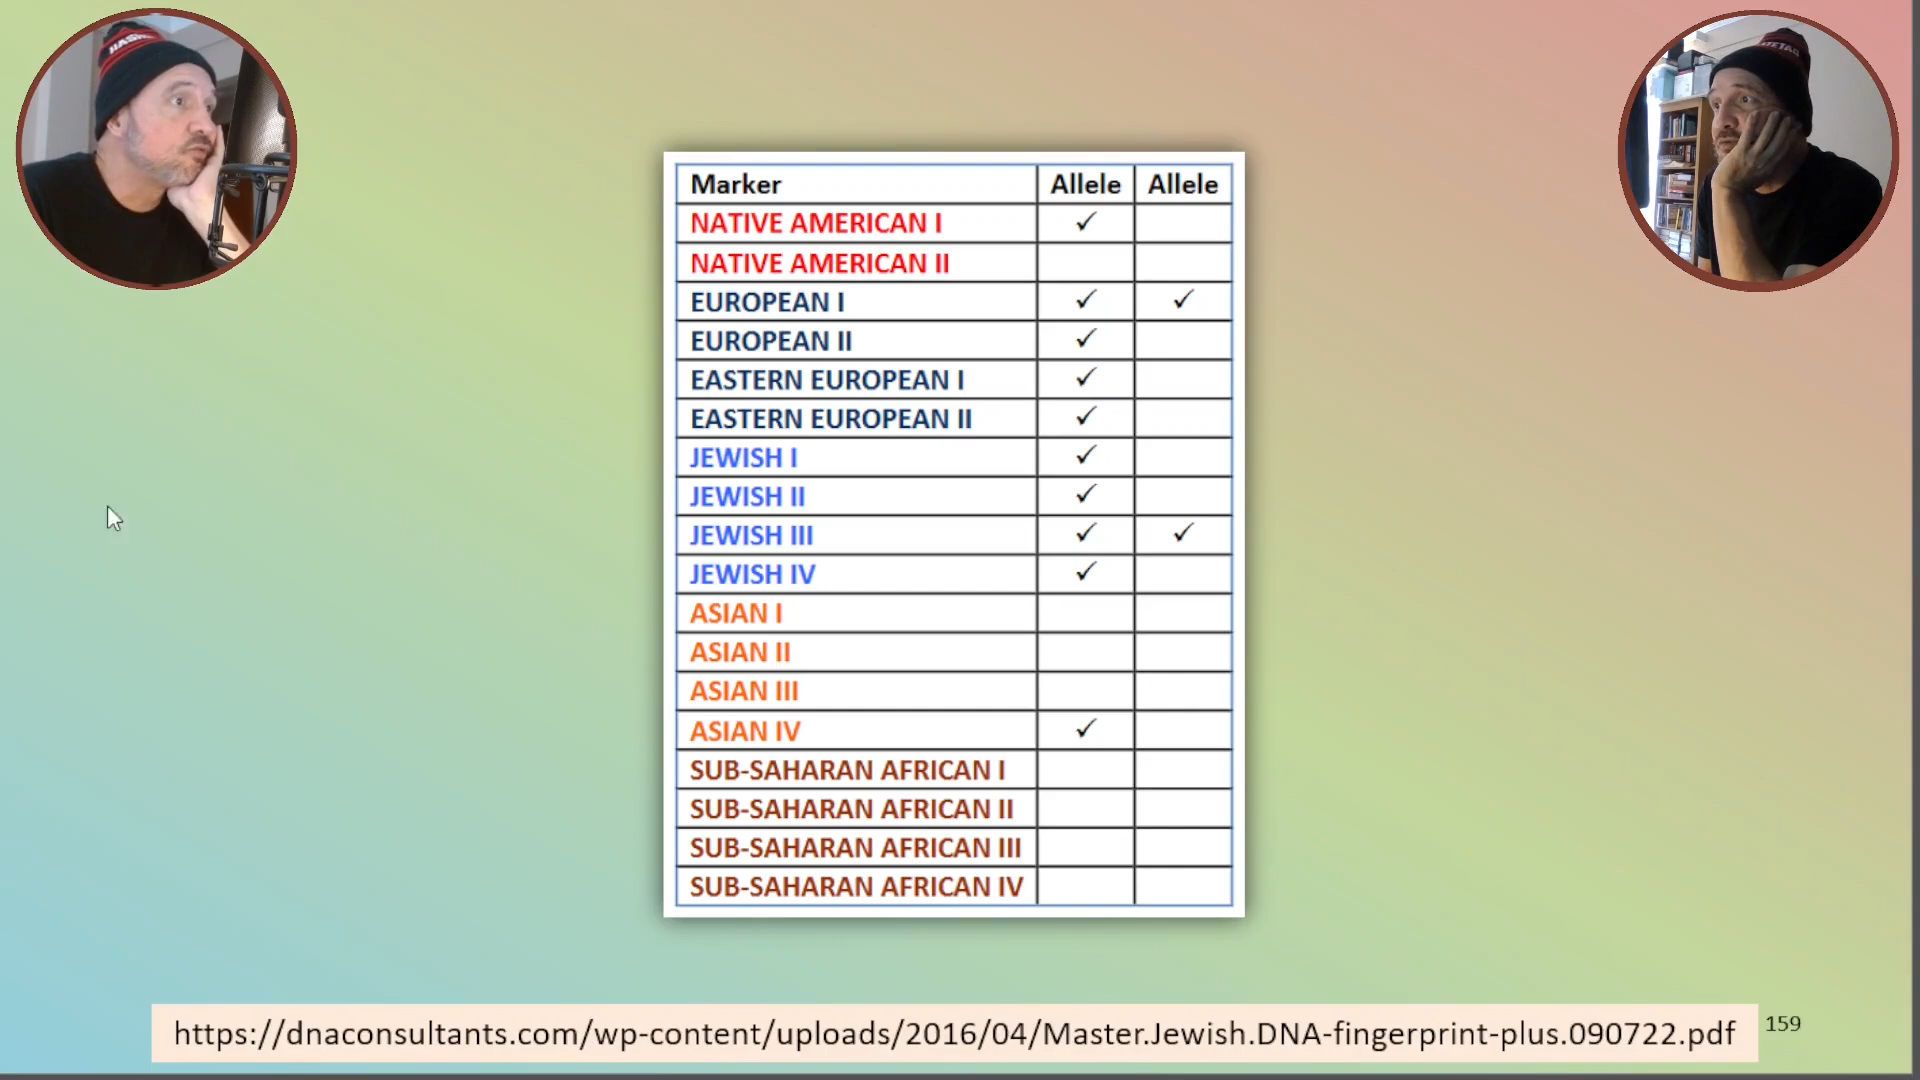 Marker Allele Allele
NATIVE AMERICAN I ✓
NATIVE AMERICAN II
EUROPEAN I ✓ ✓
EUROPEAN II ✓
EASTERN EUROPEAN I ✓
EASTERN EUROPEAN II ✓
JEWISH I ✓
JEWISH II ✓
JEWISH III ✓ ✓
JEWISH IV ✓
ASIAN I
ASIAN II
ASIAN III
ASIAN IV ✓
SUB-SAHARAN AFRICAN I
SUB-SAHARAN AFRICAN II
SUB-SAHARAN AFRICAN III
SUB-SAHARAN AFRICAN IV
https://dnaconsultants.com/wp-content/uploads/2016/04/Master.Jewish.DNA-fingerprint-plus.090722.pdf
159